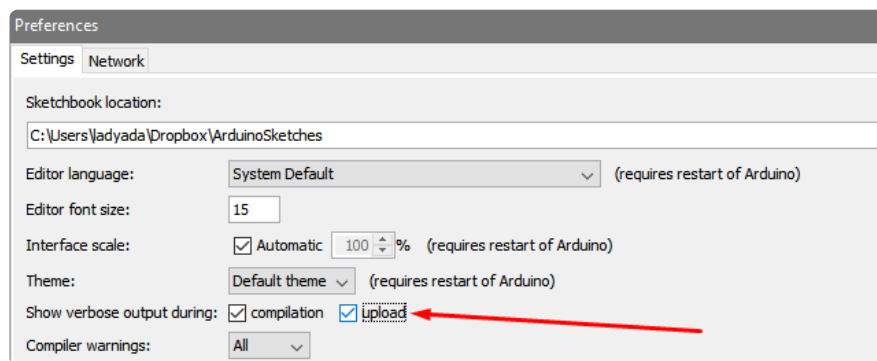 Preferences
Settings Network
Sketchbook location:
C:\Users\ladyada\Dropbox\ArduinoSketches
Editor language: System Default (requires restart of Arduino)
Editor font size: 15
Interface scale: Automatic 100 % (requires restart of Arduino)
Theme: Default theme (requires restart of Arduino)
Show verbose output during: compilation upload
Compiler warnings: All